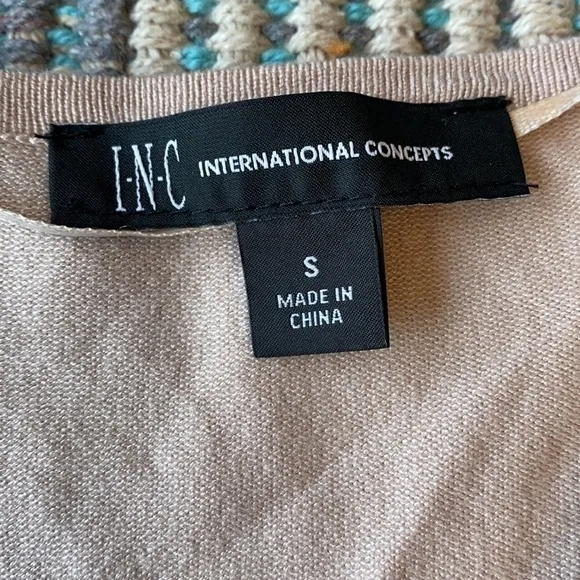 I-N-C INTERNATIONAL CONCEPTS
S
MADE IN
CHINA